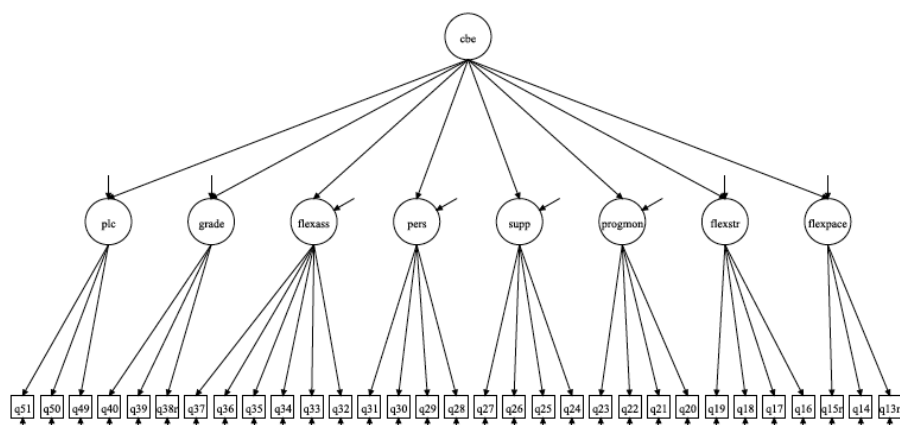 cbe
plc grade flexass pers supp progmon flexstr flexpace
q51 q50 q49 q40 q39 q38r q37 q36 q35 q34 q33 q32 q31 q30 q29 q28 q27 q26 q25 q24 q23 q22 q21 q20 q19 q18 q17 q16 q15r q14 q13r